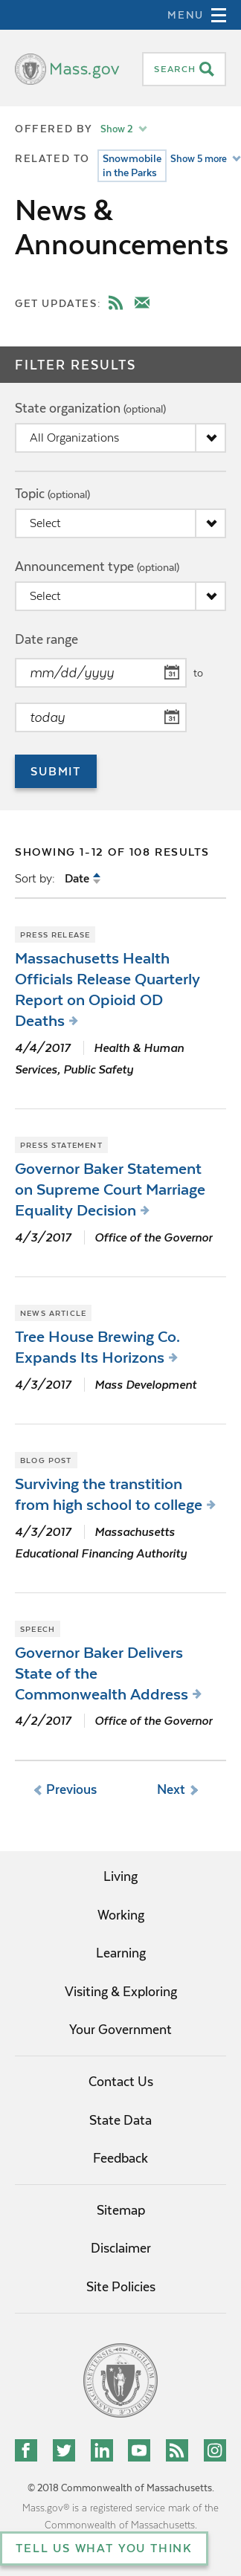 MENU
Mass.gov
SEARCH
OFFERED BY Show 2
RELATED TO Snowmobile in the Parks Show 5 more
News &
Announcements
GET UPDATES:
FILTER RESULTS
State organization (optional)
All Organizations
Topic (optional)
Select
Announcement type (optional)
Select
Date range
mm/dd/yyyy
31
to
today
31
SUBMIT
SHOWING 1-12 OF 108 RESULTS
Sort by: Date
PRESS RELEASE
Massachusetts Health
Officials Release Quarterly
Report on Opioid OD
Deaths
4/4/2017 Health & Human
Services, Public Safety
PRESS STATEMENT
Governor Baker Statement
on Supreme Court Marriage
Equality Decision
4/3/2017 Office of the Governor
NEWS ARTICLE
Tree House Brewing Co.
Expands Its Horizons
4/3/2017 Mass Development
BLOG POST
Surviving the transtition
from high school to college
4/3/2017 Massachusetts
Educational Financing Authority
SPEECH
Governor Baker Delivers
State of the
Commonwealth Address
4/2/2017 Office of the Governor
Previous Next
Living
Working
Learning
Visiting & Exploring
Your Government
Contact Us
State Data
Feedback
Sitemap
Disclaimer
Site Policies
© 2018 Commonwealth of Massachusetts.
Mass.gov® is a registered service mark of the
Commonwealth of Massachusetts.
TELL US WHAT YOU THINK